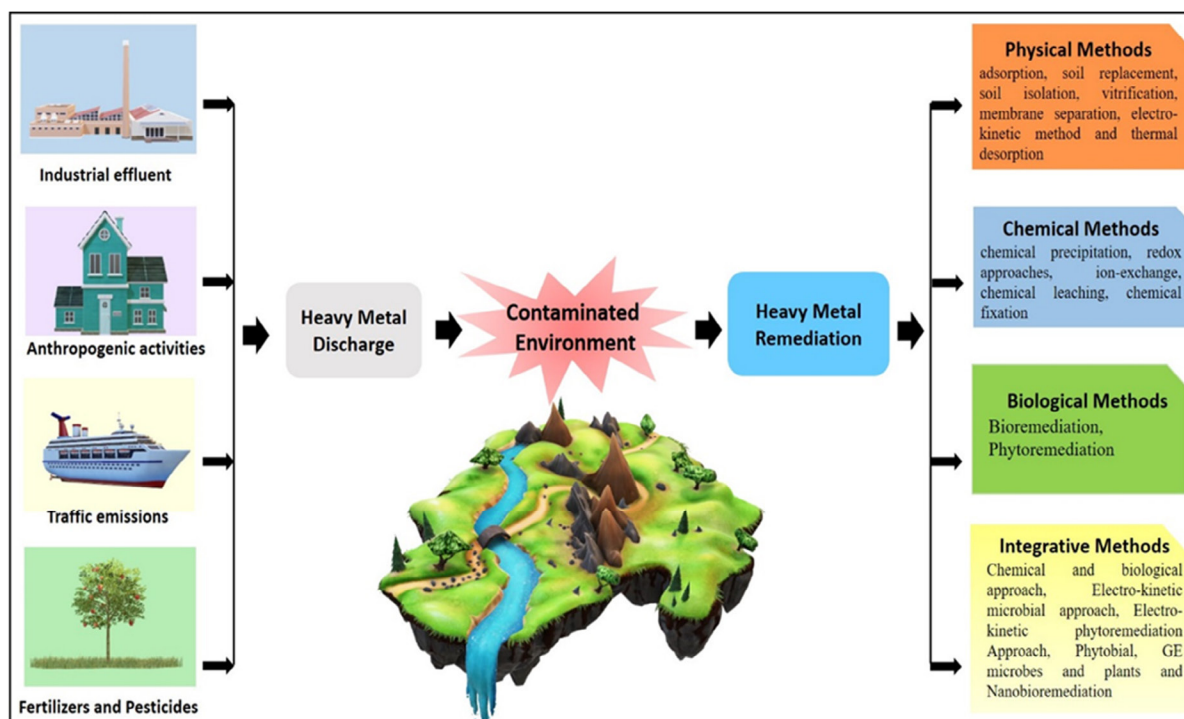 Industrial effluent
Anthropogenic activities
Traffic emissions
Fertilizers and Pesticides
Heavy Metal
Discharge
Contaminated
Environment
Heavy Metal
Remediation
Physical Methods
adsorption, soil replacement,
soil isolation, vitrification,
membrane separation, electro-
kinetic method and thermal
desorption
Chemical Methods
chemical precipitation, redox
approaches, ion-exchange,
chemical leaching, chemical
fixation
Biological Methods
Bioremediation,
Phytoremediation
Integrative Methods
Chemical and biological
approach, Electro-kinetic
microbial approach, Electro-
kinetic phytoremediation
Approach, Phytobial, GE
microbes and plants and
Nanobioremediation